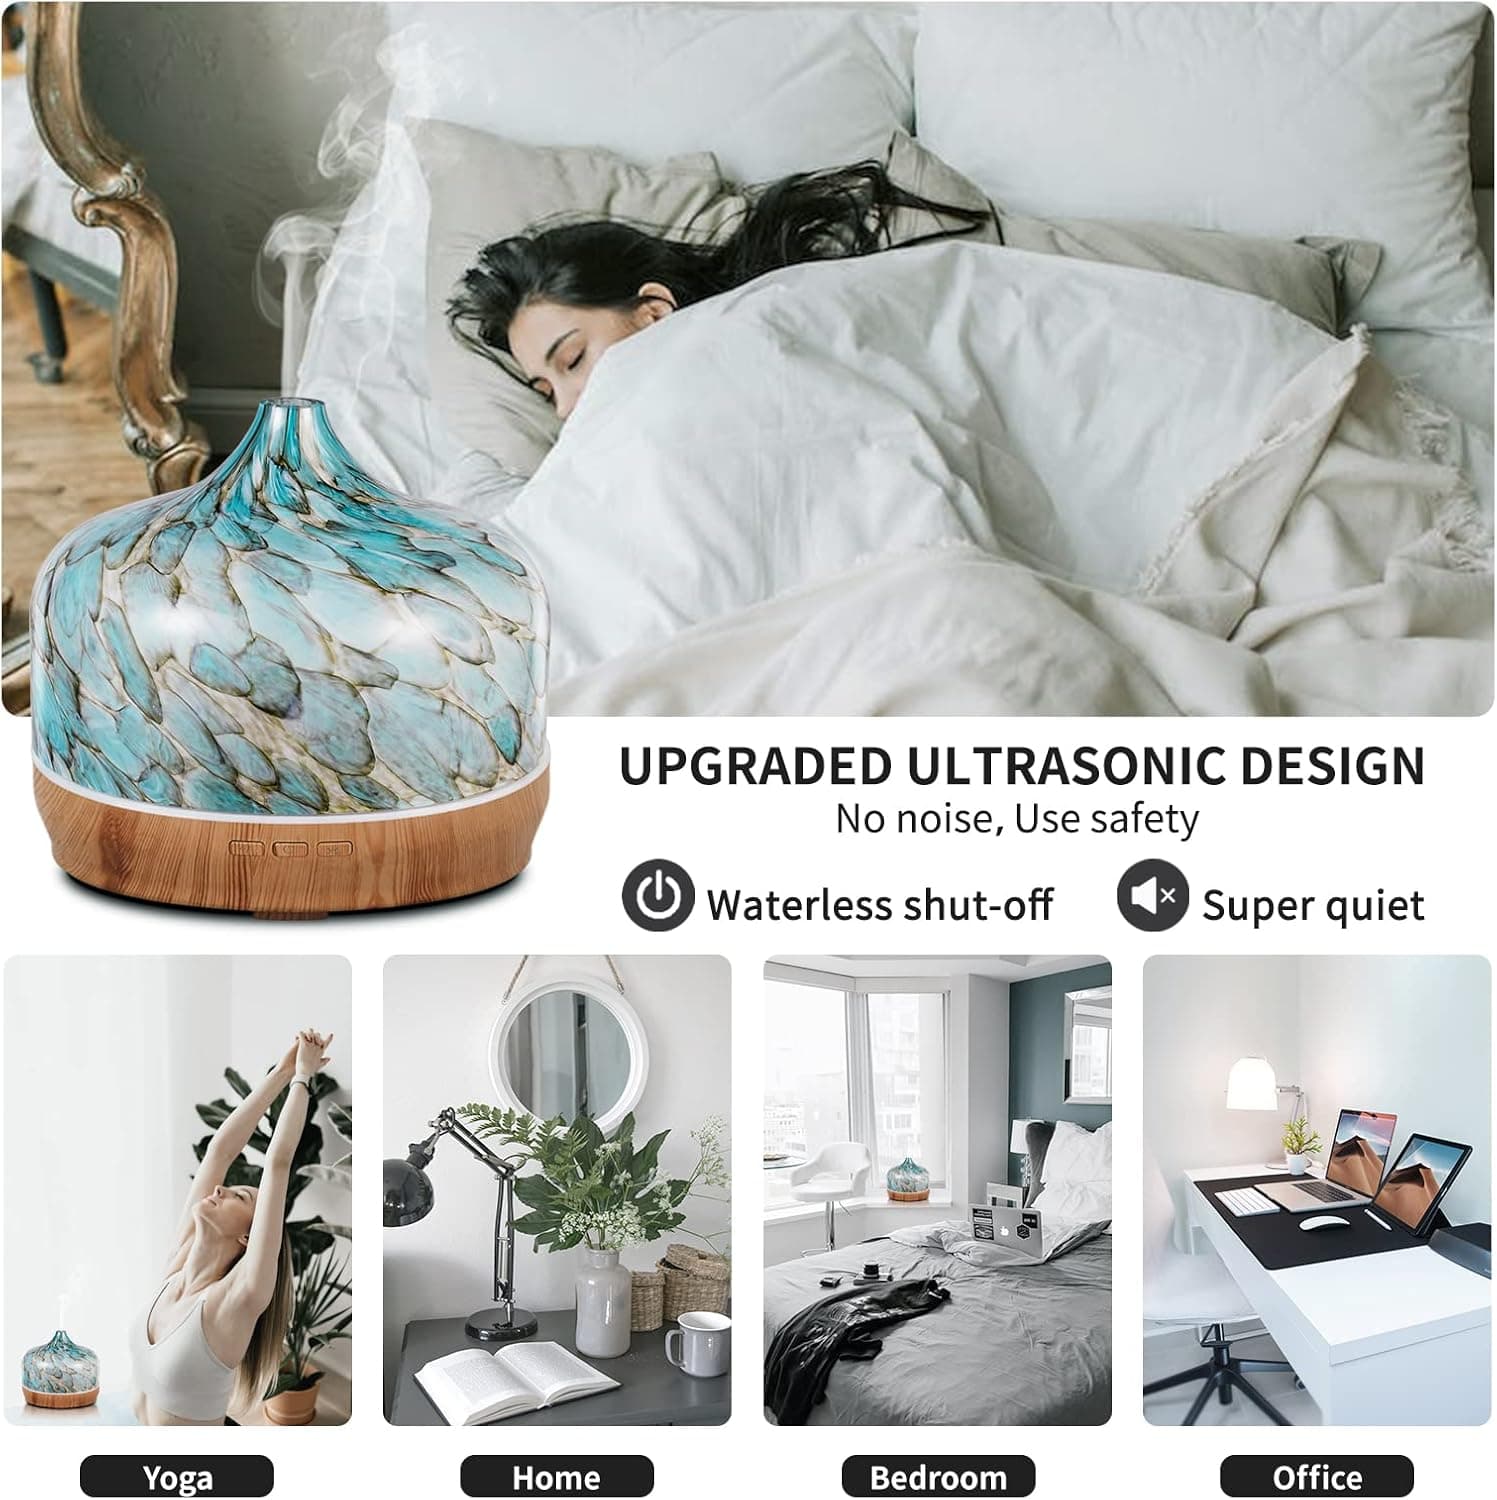 UPGRADED ULTRASONIC DESIGN
No noise, Use safety
Waterless shut-off
Super quiet
Yoga
Home
Bedroom
Office